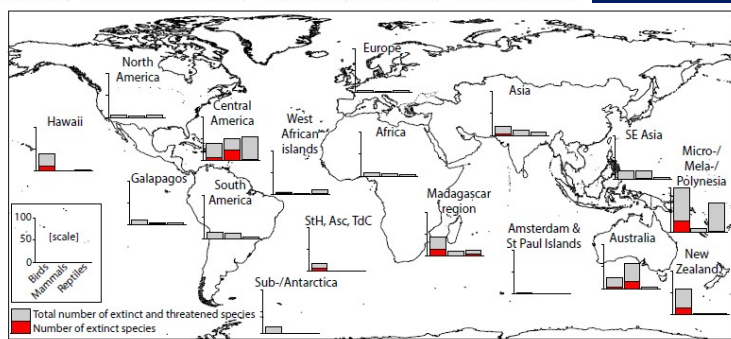 North
America
Europe
Hawaii
Central
America
West
African
islands
Africa
Asia
SE Asia
Micro-/
Mela-/
Polynesia
Galapagos
South
America
StH, Asc, TdC
Madagascar
region
Amsterdam &
St Paul Islands
Australia
New
Zealand
Sub-/Antarctica
100
50
0
[scale]
Birds
Mammals
Reptiles
Total number of extinct and threatened species
Number of extinct species